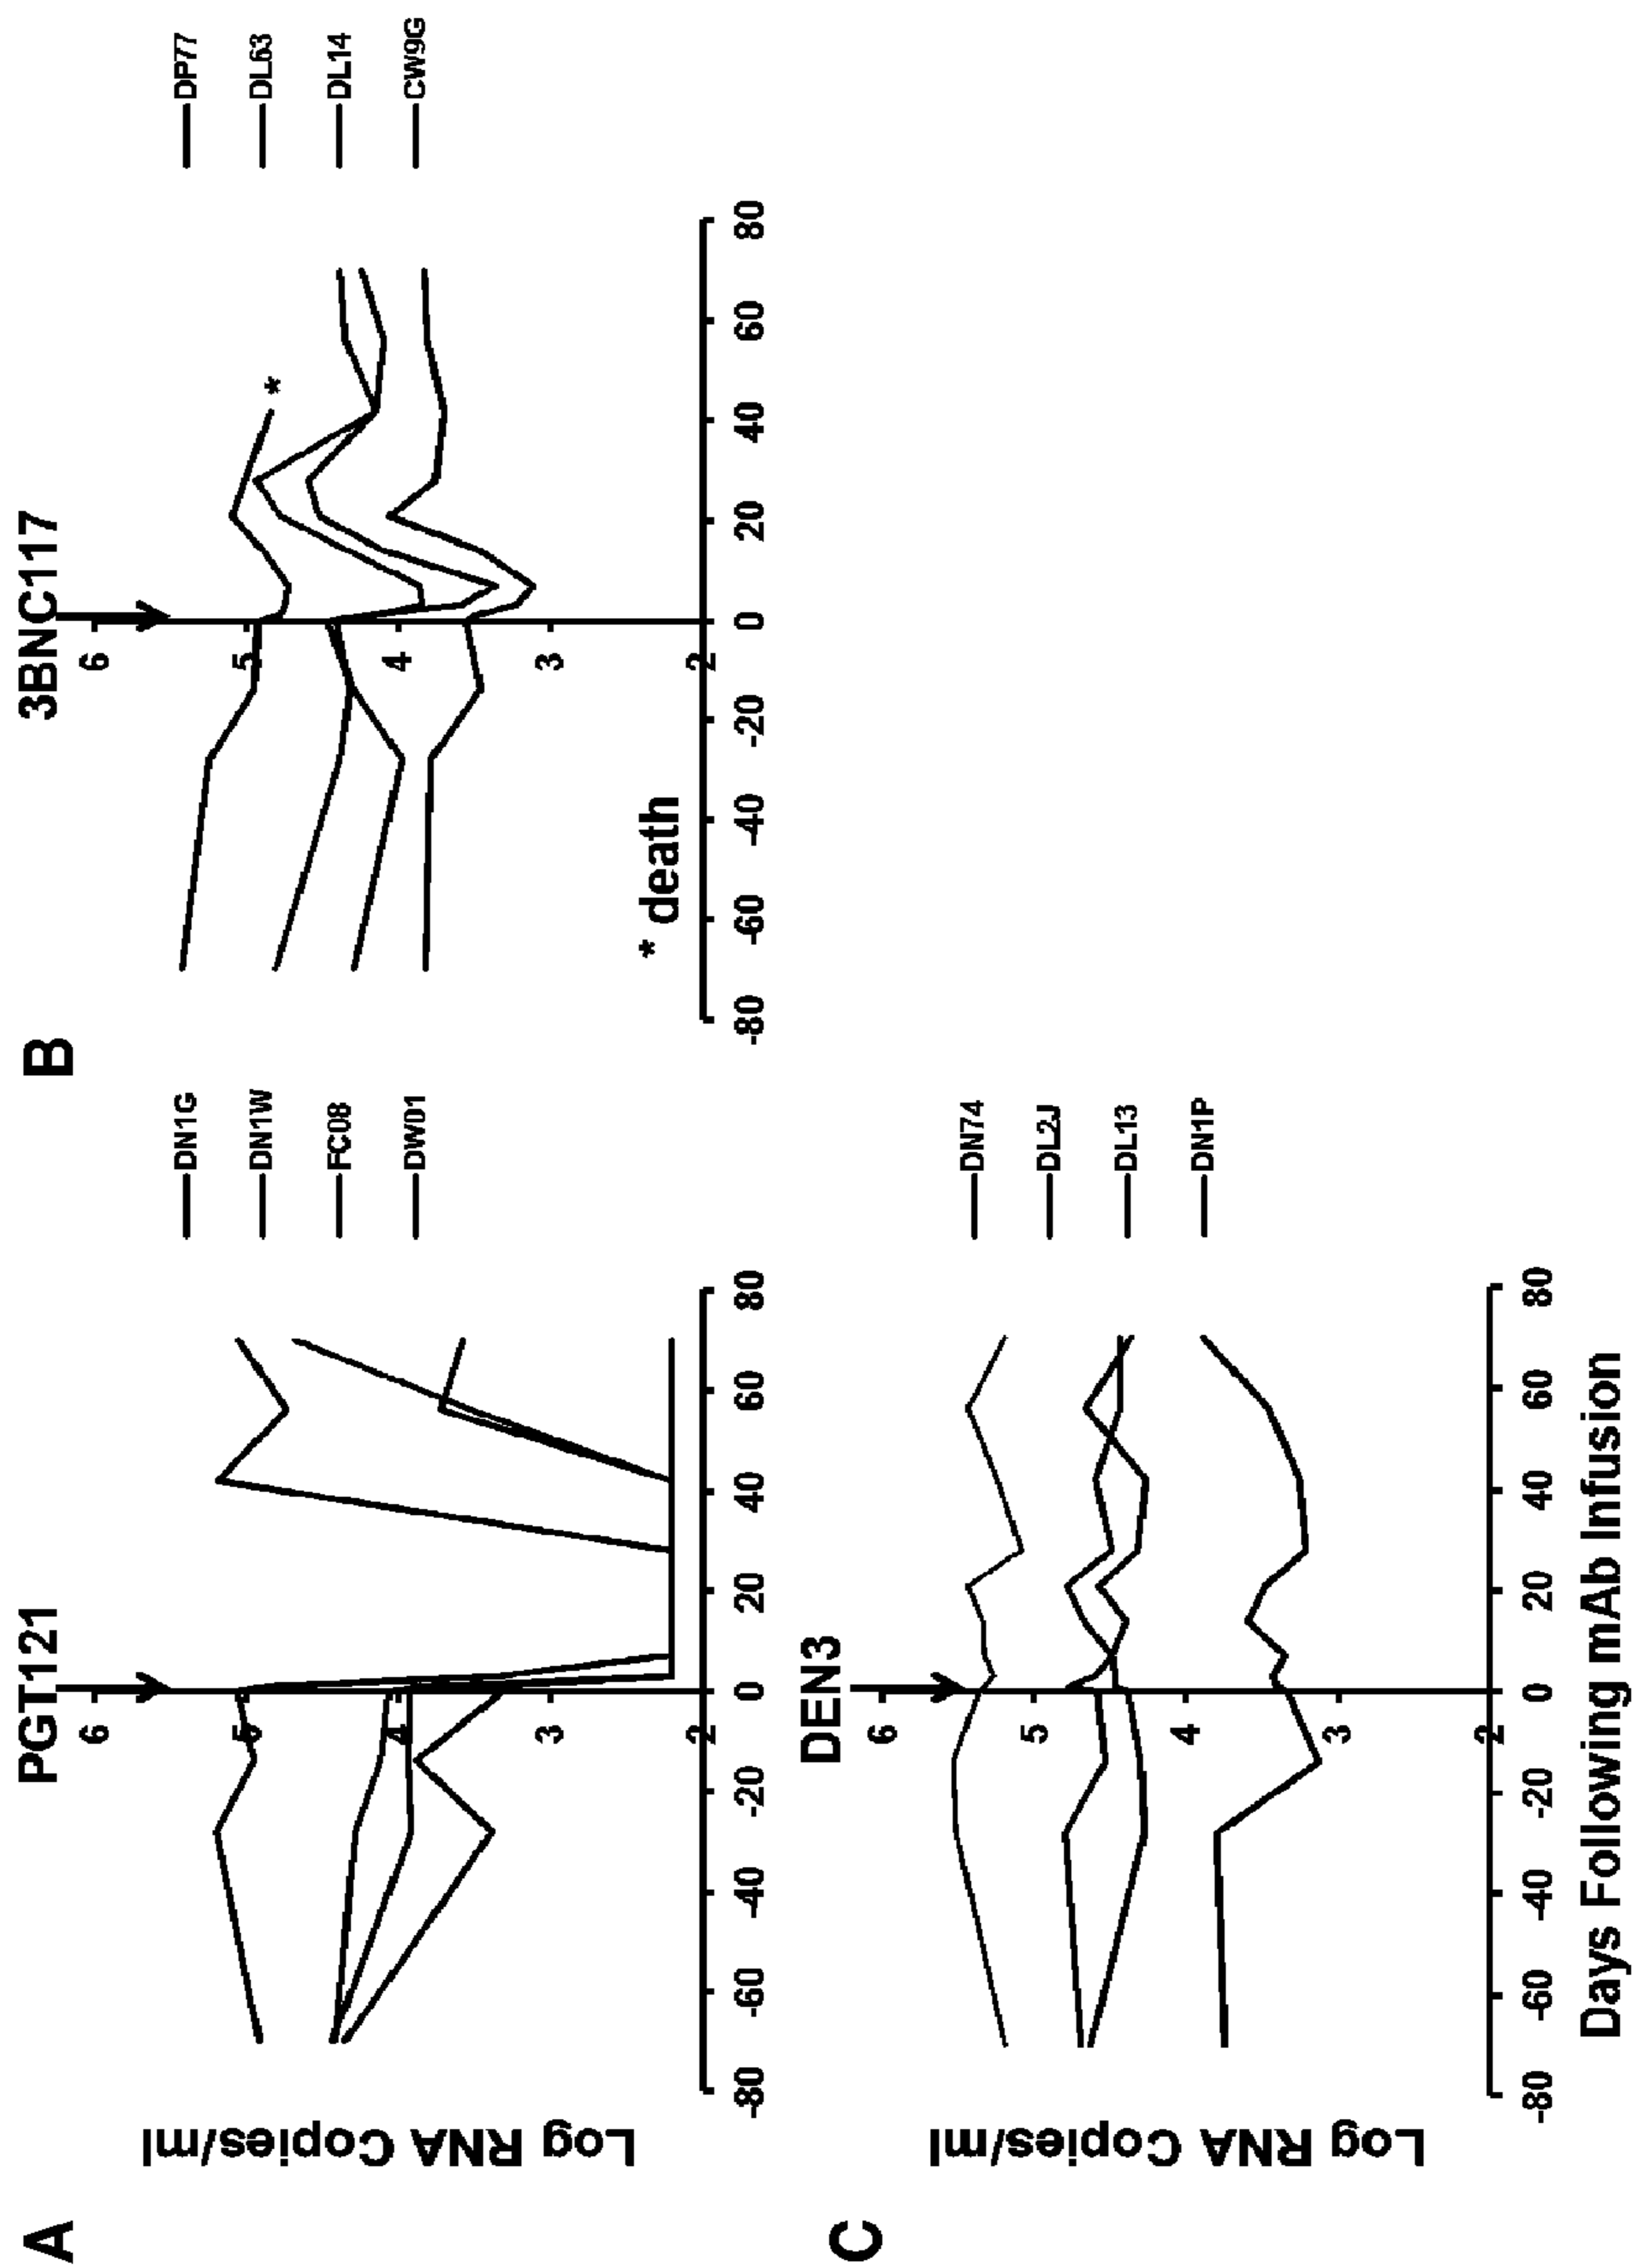 A
PGT121
Log RNA Copies/ml
6
5
4
3
2
-80 -60 -40 -20 0 20 40 60 80
DN1G
DN1W
FC08
DW01
B
3BNC117
6
5
4
3
2
*
* death
-80 -60 -40 -20 0 20 40 60 80
DP77
DL63
DL14
CW9G
C
DEN3
Log RNA Copies/ml
6
5
4
3
2
-80 -60 -40 -20 0 20 40 60 80
Days Following mAb Infusion
DN74
DL2J
DL13
DN1P